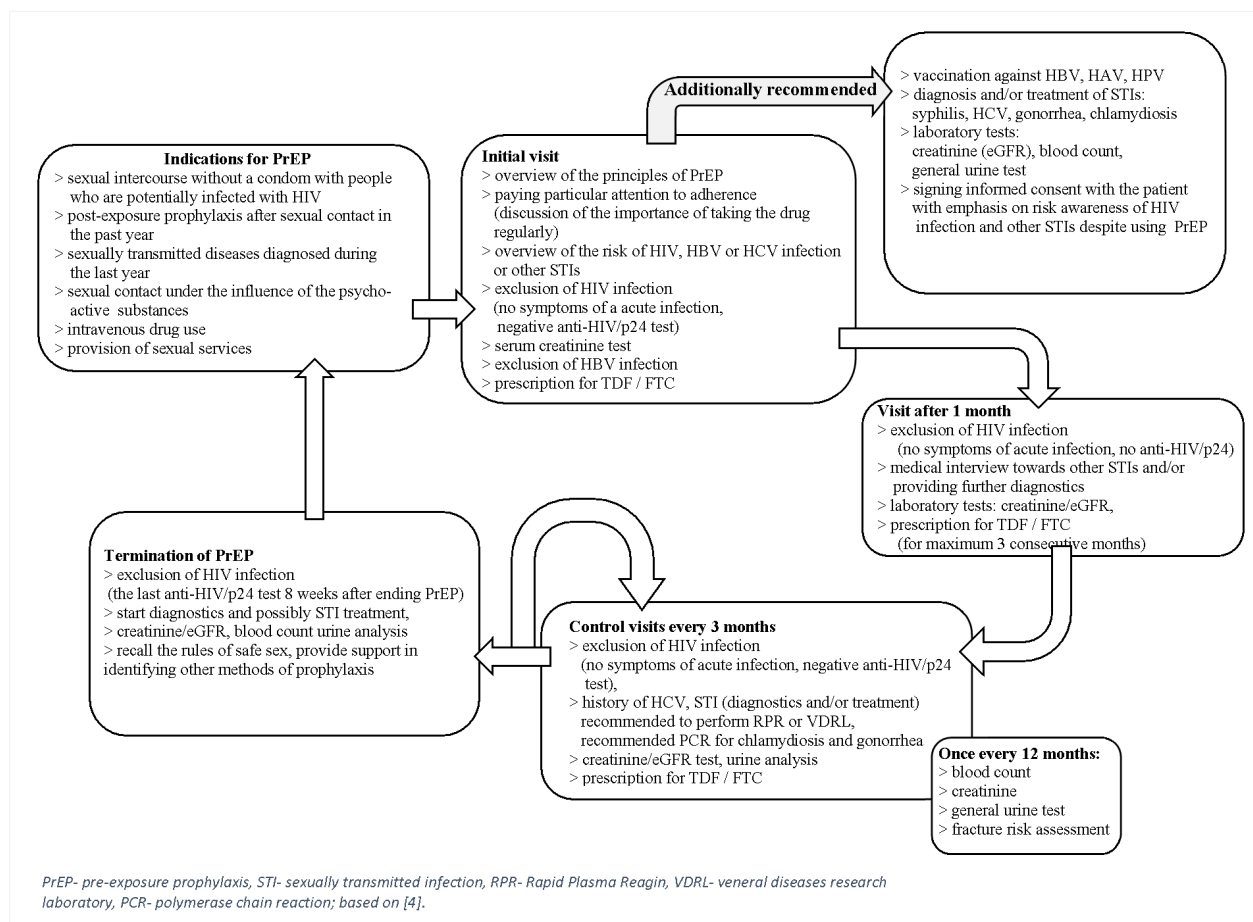 Additionally recommended
> vaccination against HBV, HAV, HPV
> diagnosis and/or treatment of STIs:
syphilis, HCV, gonorrhea, chlamydiosis
> laboratory tests:
creatinine (eGFR), blood count,
general urine test
> signing informed consent with the patient
with emphasis on risk awareness of HIV
infection and other STIs despite using PrEP
Indications for PrEP
> sexual intercourse without a condom with people
who are potentially infected with HIV
> post-exposure prophylaxis after sexual contact in
the past year
> sexually transmitted diseases diagnosed during
the last year
> sexual contact under the influence of the psycho-
active substances
> intravenous drug use
> provision of sexual services
Initial visit
> overview of the principles of PrEP
> paying particular attention to adherence
(discussion of the importance of taking the drug
regularly)
> overview of the risk of HIV, HBV or HCV infection
or other STIs
> exclusion of HIV infection
(no symptoms of a acute infection,
negative anti-HIV/p24 test)
> serum creatinine test
> exclusion of HBV infection
> prescription for TDF / FTC
Visit after 1 month
> exclusion of HIV infection
(no symptoms of acute infection, no anti-HIV/p24)
> medical interview towards other STIs and/or
providing further diagnostics
> laboratory tests: creatinine/eGFR,
> prescription for TDF / FTC
(for maximum 3 consecutive months)
Termination of PrEP
> exclusion of HIV infection
(the last anti-HIV/p24 test 8 weeks after ending PrEP)
> start diagnostics and possibly STI treatment,
> creatinine/eGFR, blood count urine analysis
> recall the rules of safe sex, provide support in
identifying other methods of prophylaxis
Control visits every 3 months
> exclusion of HIV infection
(no symptoms of acute infection, negative anti-HIV/p24
test),
> history of HCV, STI (diagnostics and/or treatment)
recommended to perform RPR or VDRL,
recommended PCR for chlamydiosis and gonorrhea
> creatinine/eGFR test, urine analysis
> prescription for TDF / FTC
Once every 12 months:
> blood count
> creatinine
> general urine test
> fracture risk assessment
PrEP- pre-exposure prophylaxis, STI- sexually transmitted infection, RPR- Rapid Plasma Reagin, VDRL- veneral diseases research
laboratory, PCR- polymerase chain reaction; based on [4].